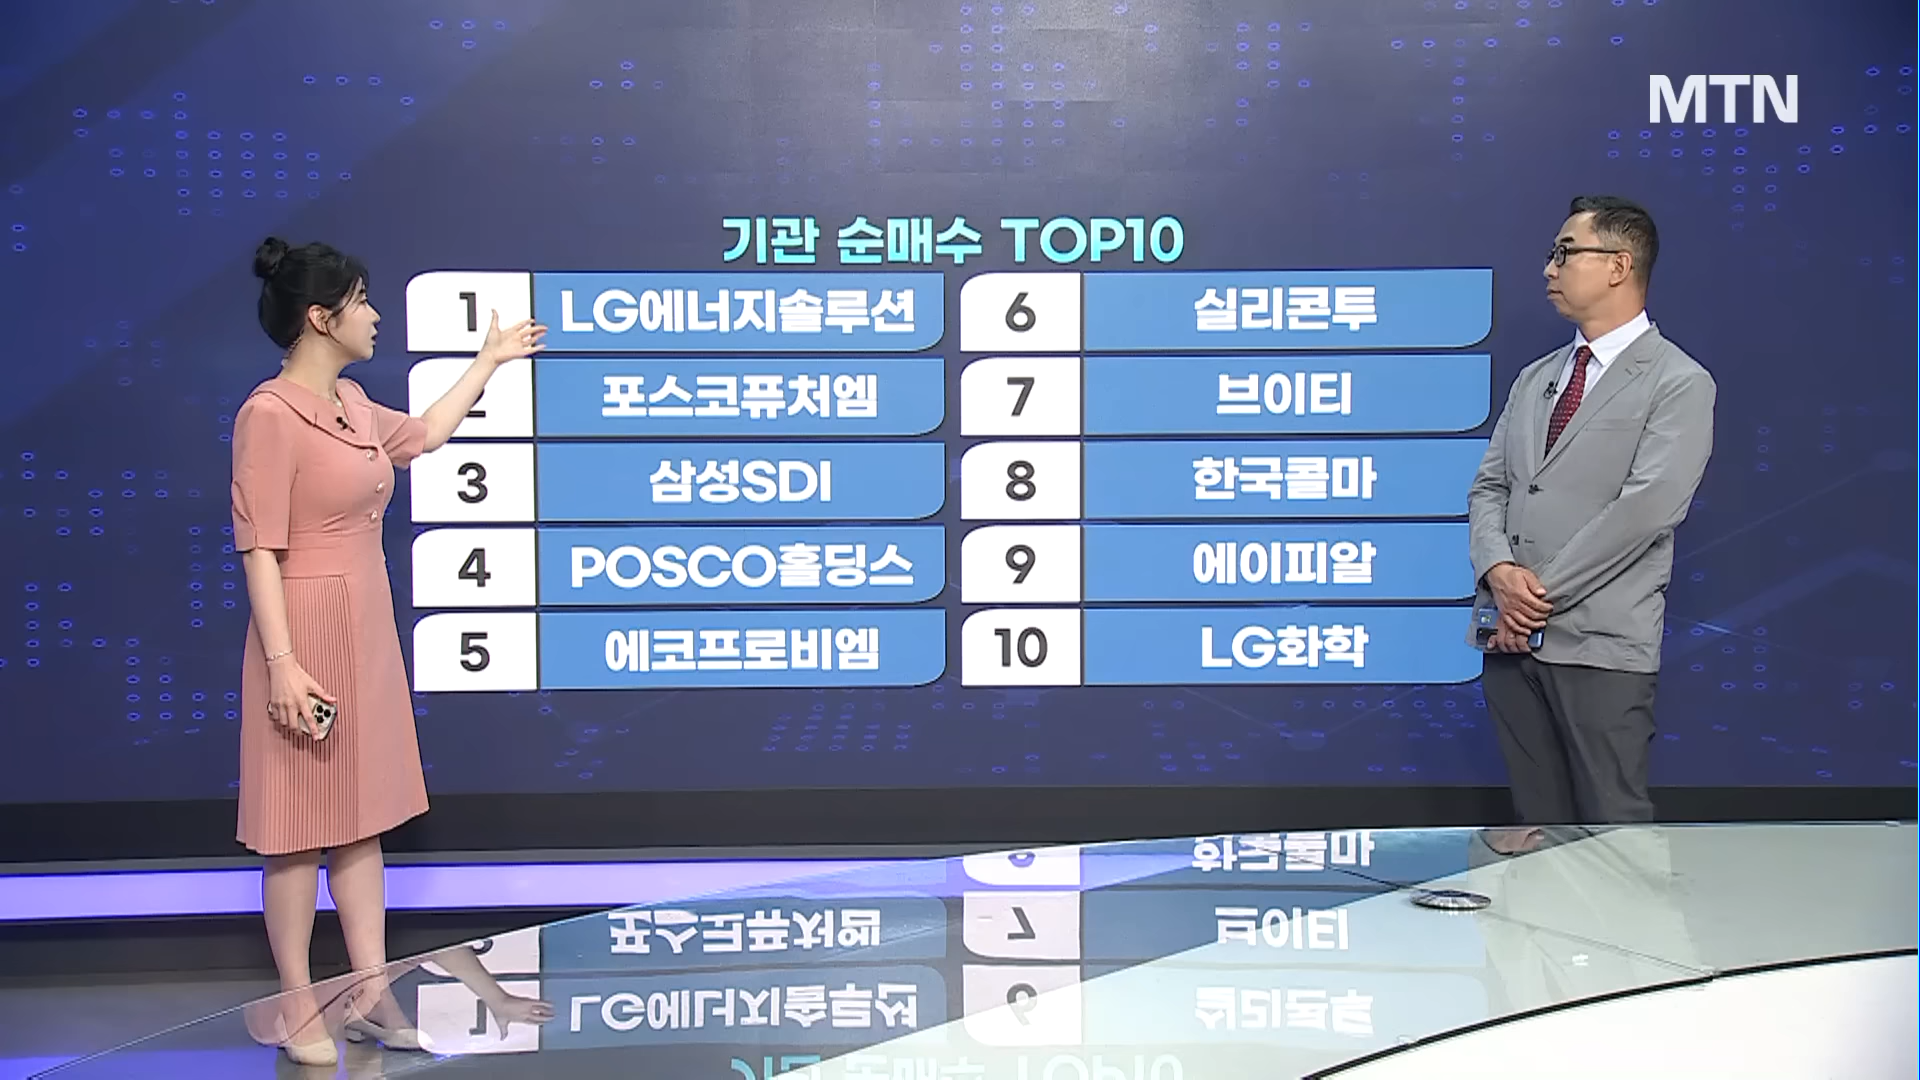 MTN
기관 순매수 TOP10
1 LG에너지솔루션
2 포스코퓨처엠
3 삼성SDI
4 POSCO홀딩스
5 에코프로비엠
6 실리콘투
7 브이티
8 한국콜마
9 에이피알
10 LG화학